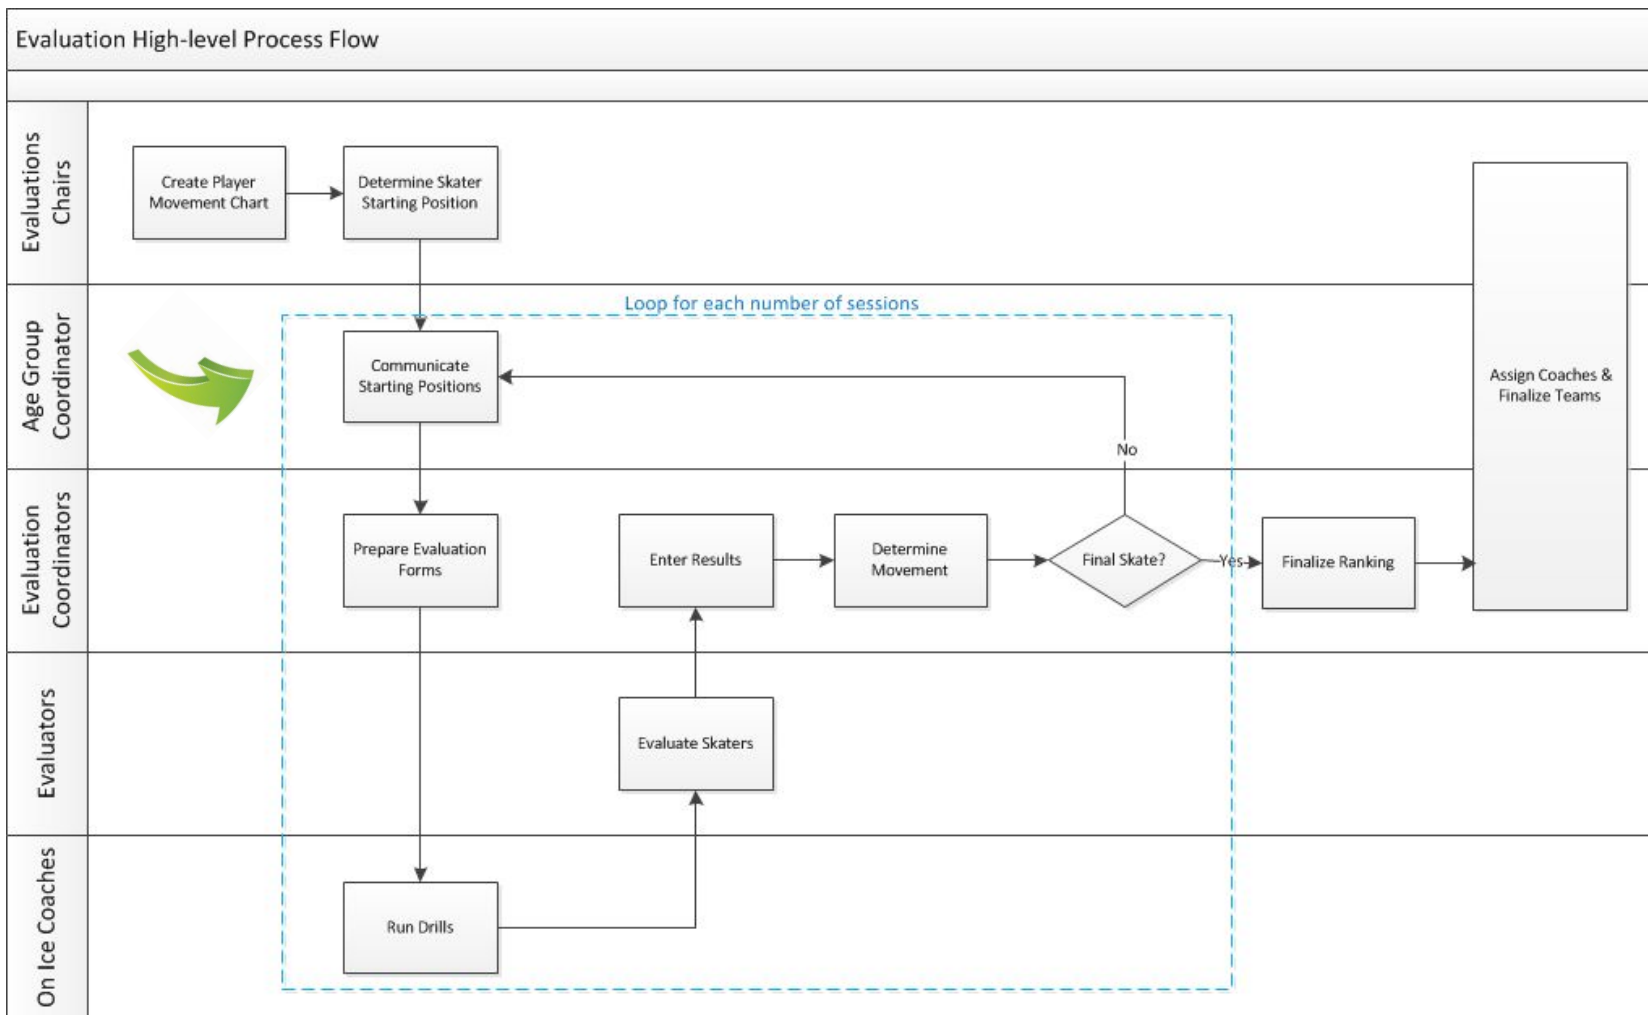 Evaluation High-level Process Flow
Evaluations
Chairs
Create Player
Movement Chart
Determine Skater
Starting Position
Age Group
Coordinator
Loop for each number of sessions
Communicate
Starting Positions
No
Assign Coaches &
Finalize Teams
Evaluation
Coordinators
Prepare Evaluation
Forms
Enter Results
Determine
Movement
Final Skate?
Yes
Finalize Ranking
Evaluators
Evaluate Skaters
On Ice Coaches
Run Drills